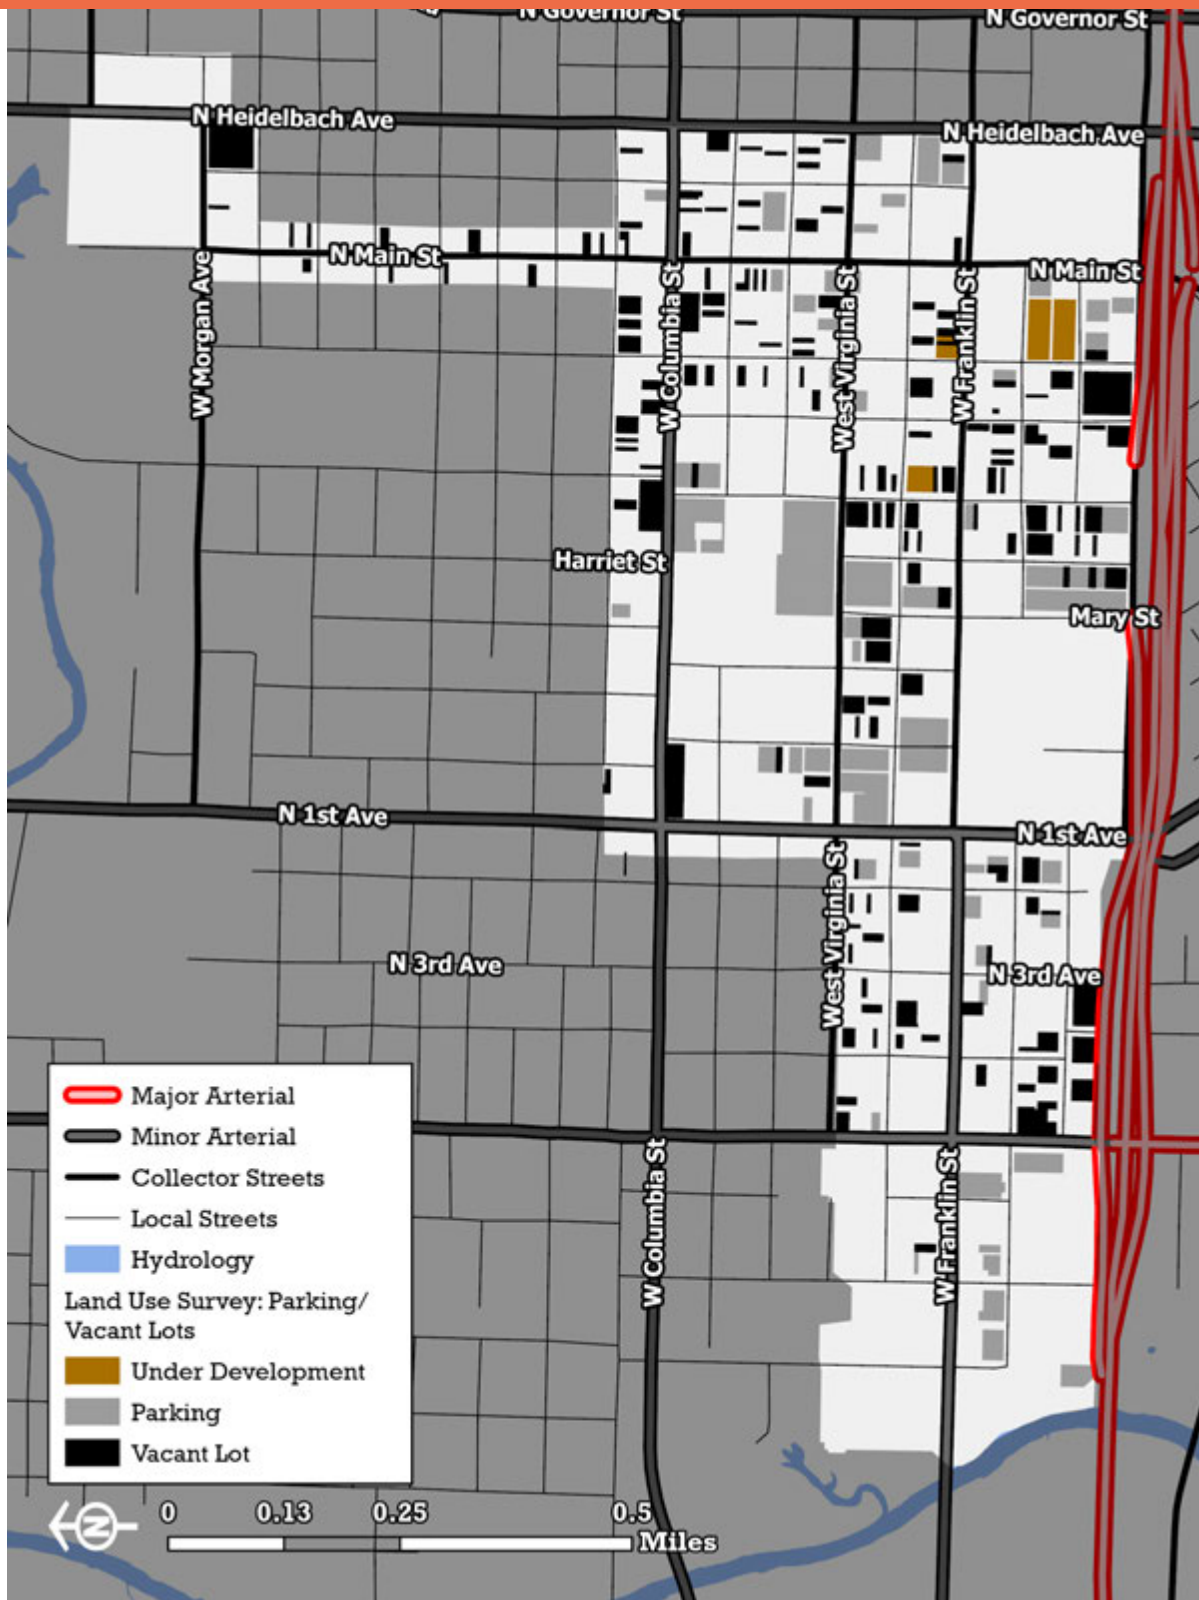 N Governor St
N Governor St
N Heidelbach Ave
N Heidelbach Ave
N Main St
N Main St
W Morgan Ave
W Columbia St
West Virginia St
W Franklin St
Harriet St
Mary St
N 1st Ave
N 1st Ave
West Virginia St
N 3rd Ave
N 3rd Ave
W Columbia St
W Franklin St
Major Arterial
Minor Arterial
Collector Streets
Local Streets
Hydrology
Land Use Survey: Parking/
Vacant Lots
Under Development
Parking
Vacant Lot
N
0 0.13 0.25 0.5
Miles